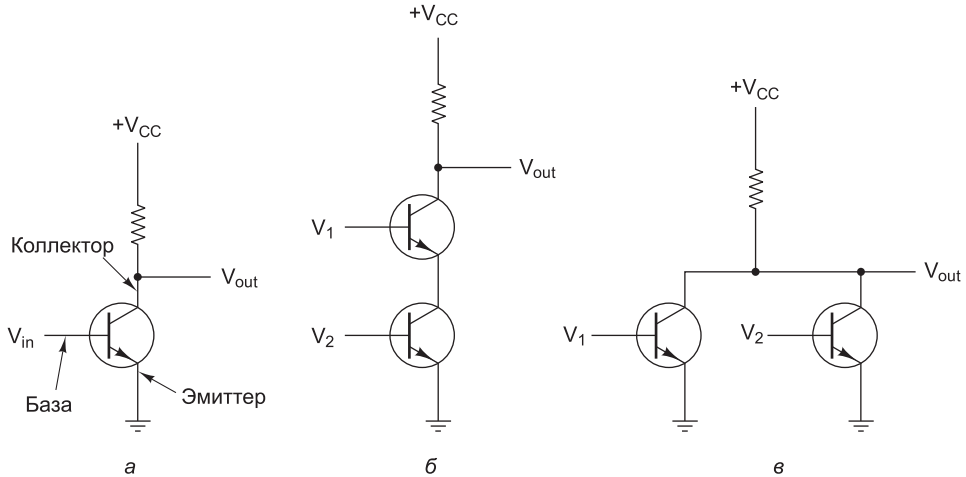 +VCC
Коллектор
Vout
Vin
База
Эмиттер
а
+VCC
Vout
V1
V2
б
+VCC
Vout
V1
V2
в